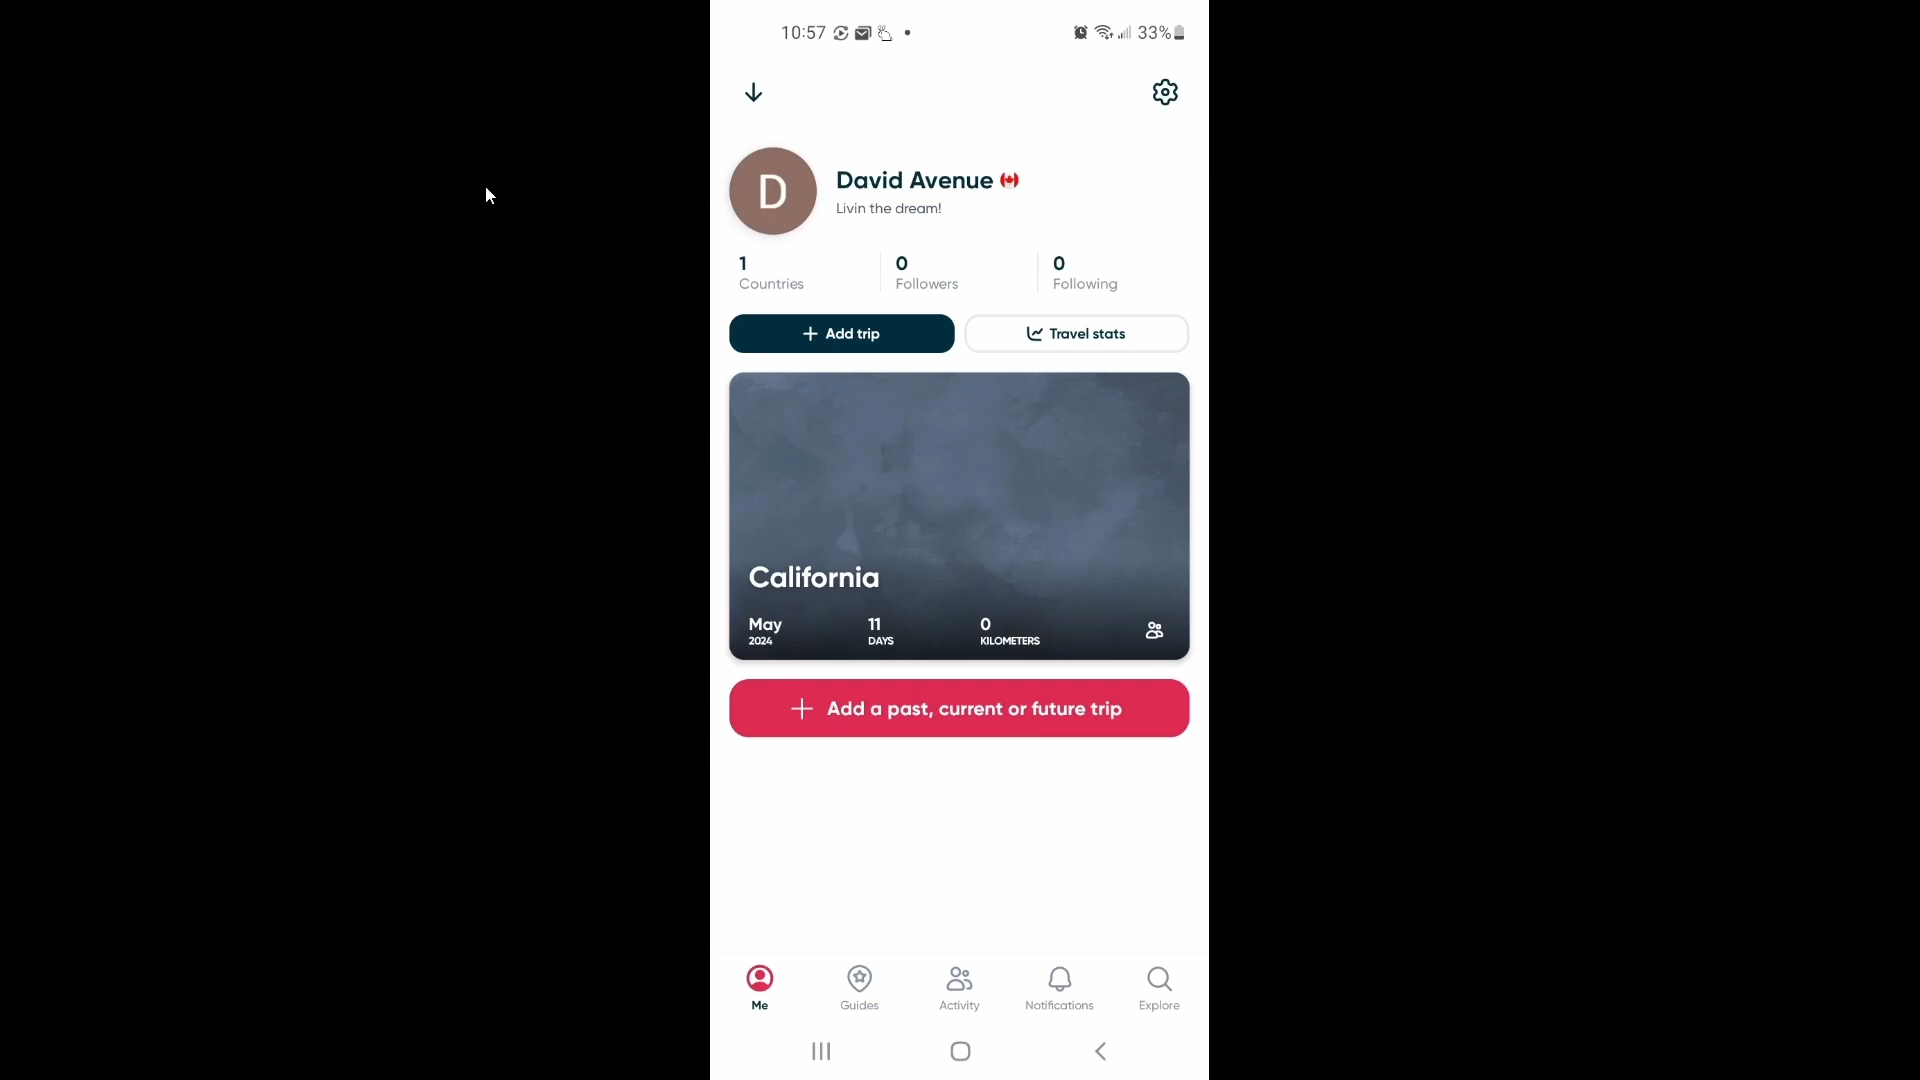 10:57 33%
D
David Avenue 🇨🇦
Livin the dream!
1 0 0
Countries Followers Following
Add trip Travel stats
California
May 11 0
2024 DAYS KILOMETERS
Add a past, current or future trip
Me Guides Activity Notifications Explore